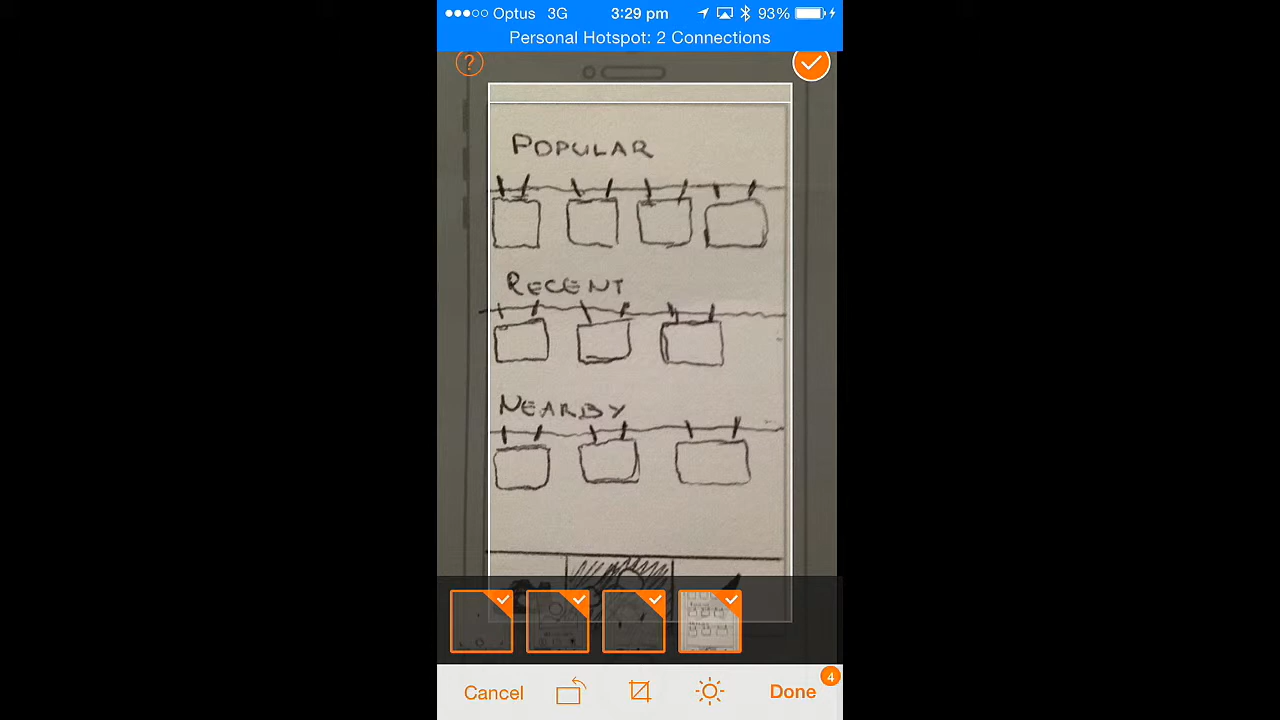 Optus 3G 3:29 pm 93%
Personal Hotspot: 2 Connections
?
POPULAR
RECENT
NEARBY
Cancel Done 4